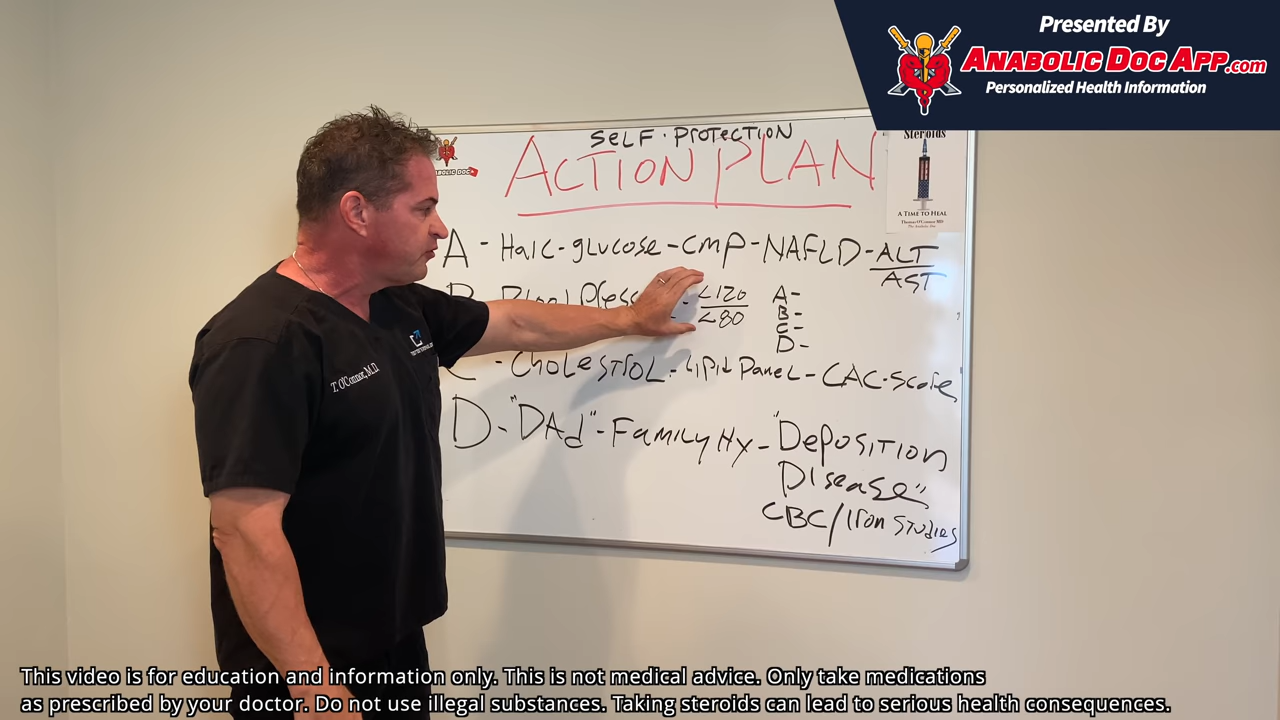 Presented By
ANABOLIC DOC APP.com
Personalized Health Information
SELF-PROTECTION
ACTION PLAN
Steroids
A TIME TO HEAL
Thomas O'Connor MD
A - Ha1c - glucose - CMP - NAFLD - ALT
AST
<120
<80
A-
B-
C-
D-
- CholesTroL - Lipid Panel - CAC-Score
D - "DAd" - Family Hx - "DeposiTion
Disease"
CBC/Iron STudies
T. O'Connor, M.D.
This video is for education and information only. This is not medical advice. Only take medications
as prescribed by your doctor. Do not use illegal substances. Taking steroids can lead to serious health consequences.